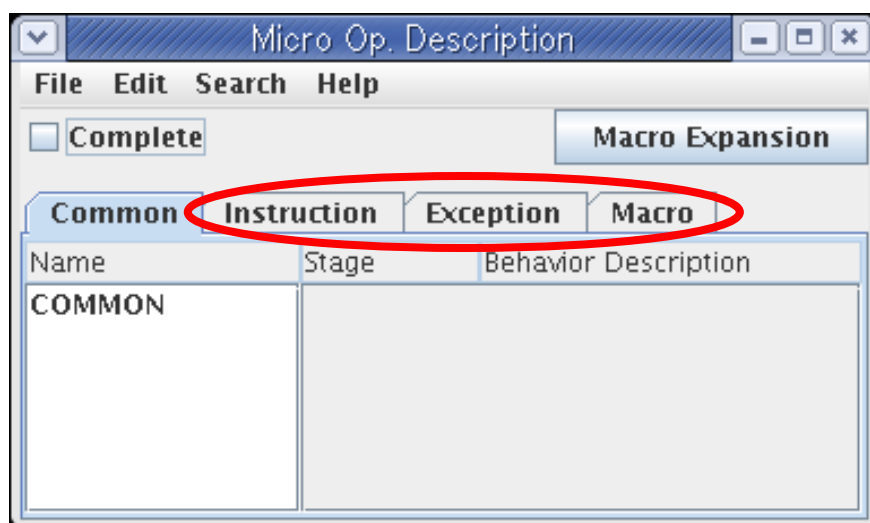 Micro Op. Description
File Edit Search Help
Complete Macro Expansion
Common Instruction Exception Macro
Name Stage Behavior Description
COMMON